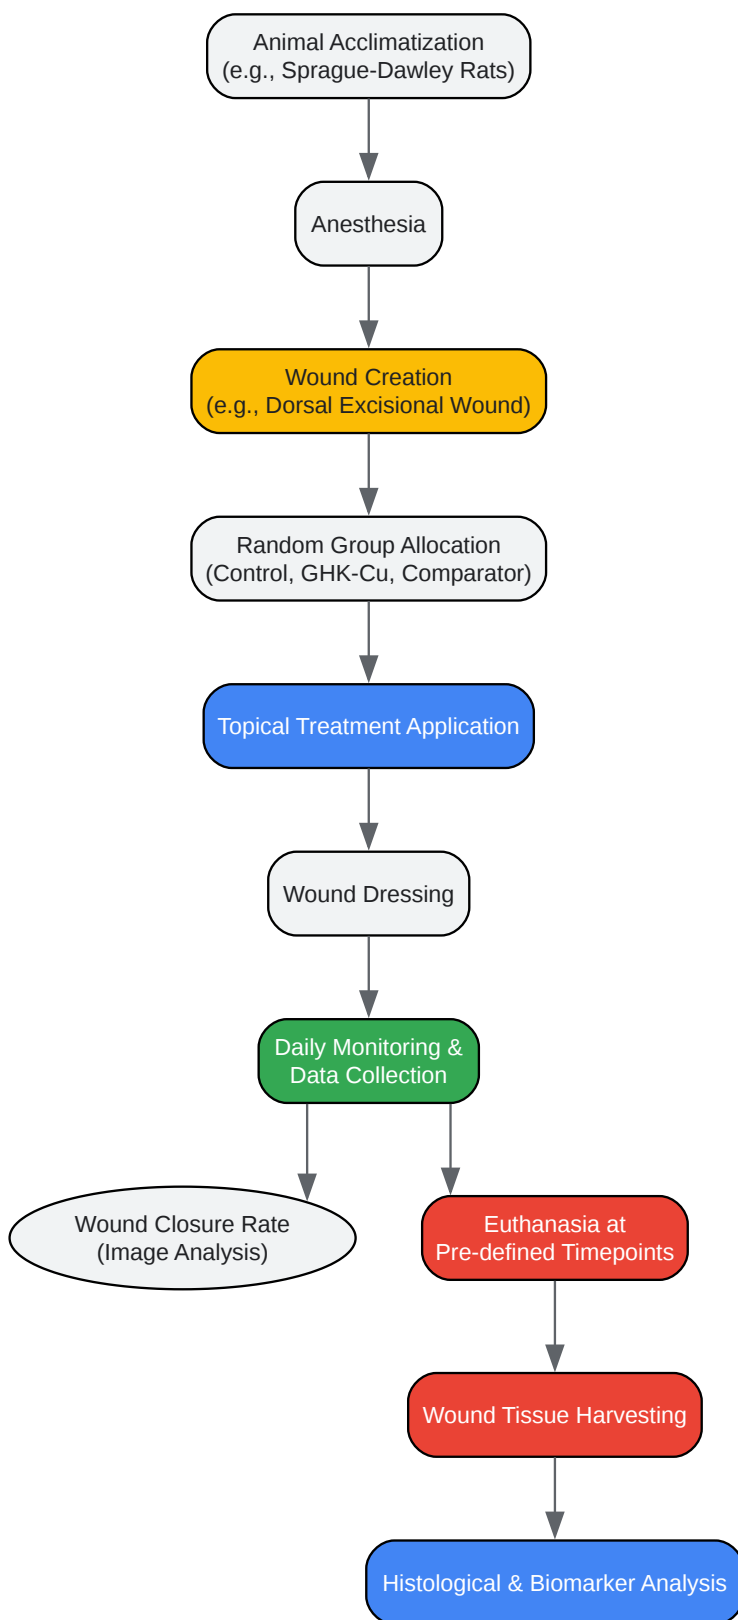 Animal Acclimatization
(e.g., Sprague-Dawley Rats)
Anesthesia
Wound Creation
(e.g., Dorsal Excisional Wound)
Random Group Allocation
(Control, GHK-Cu, Comparator)
Topical Treatment Application
Wound Dressing
Daily Monitoring &
Data Collection
Wound Closure Rate
(Image Analysis)
Euthanasia at
Pre-defined Timepoints
Wound Tissue Harvesting
Histological & Biomarker Analysis